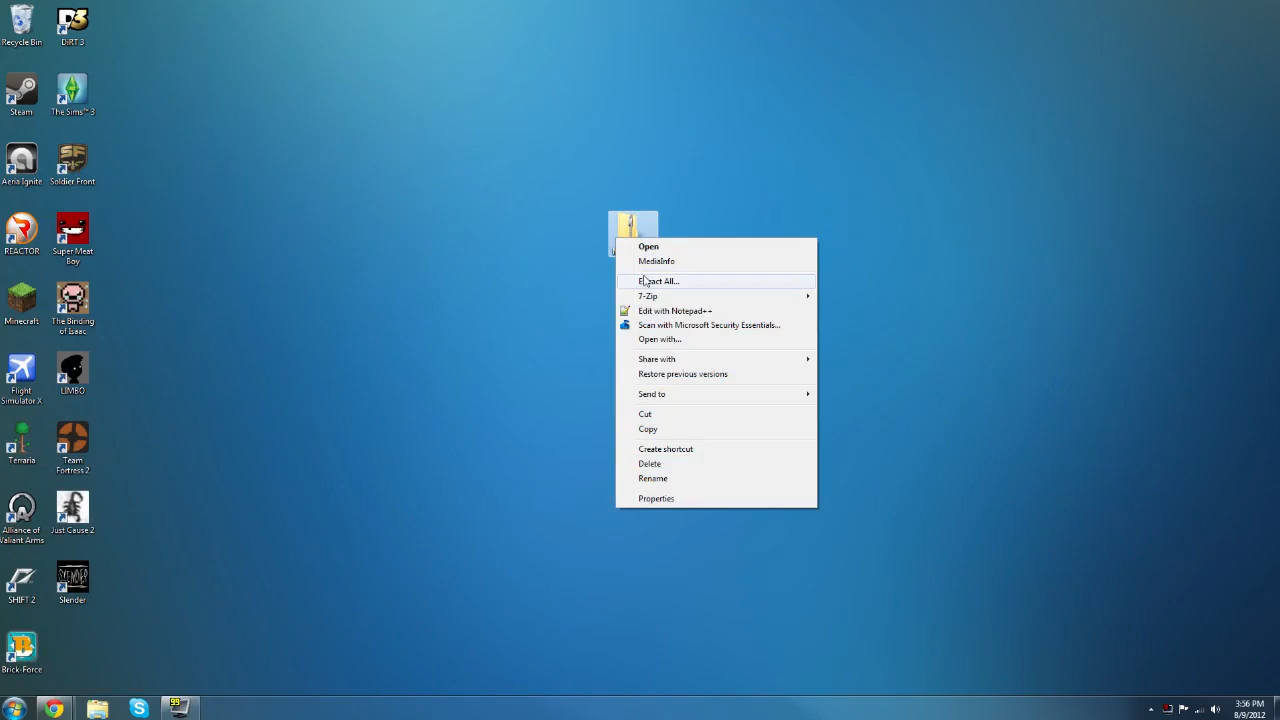 Recycle Bin
DiRT 3
Steam
The Sims™ 3
Aeria Ignite
Soldier Front
REACTOR
Super Meat
Boy
Minecraft
The Binding
of Isaac
Flight
Simulator X
LIMBO
Terraria
Team
Fortress 2
Alliance of
Valiant Arms
Just Cause 2
SHIFT 2
Slender
Brick-Force
D3
SF
SLENDER
Open
MediaInfo
Extract All...
7-Zip
Edit with Notepad++
Scan with Microsoft Security Essentials...
Open with...
Share with
Restore previous versions
Send to
Cut
Copy
Create shortcut
Delete
Rename
Properties
99
3:56 PM
8/9/2012